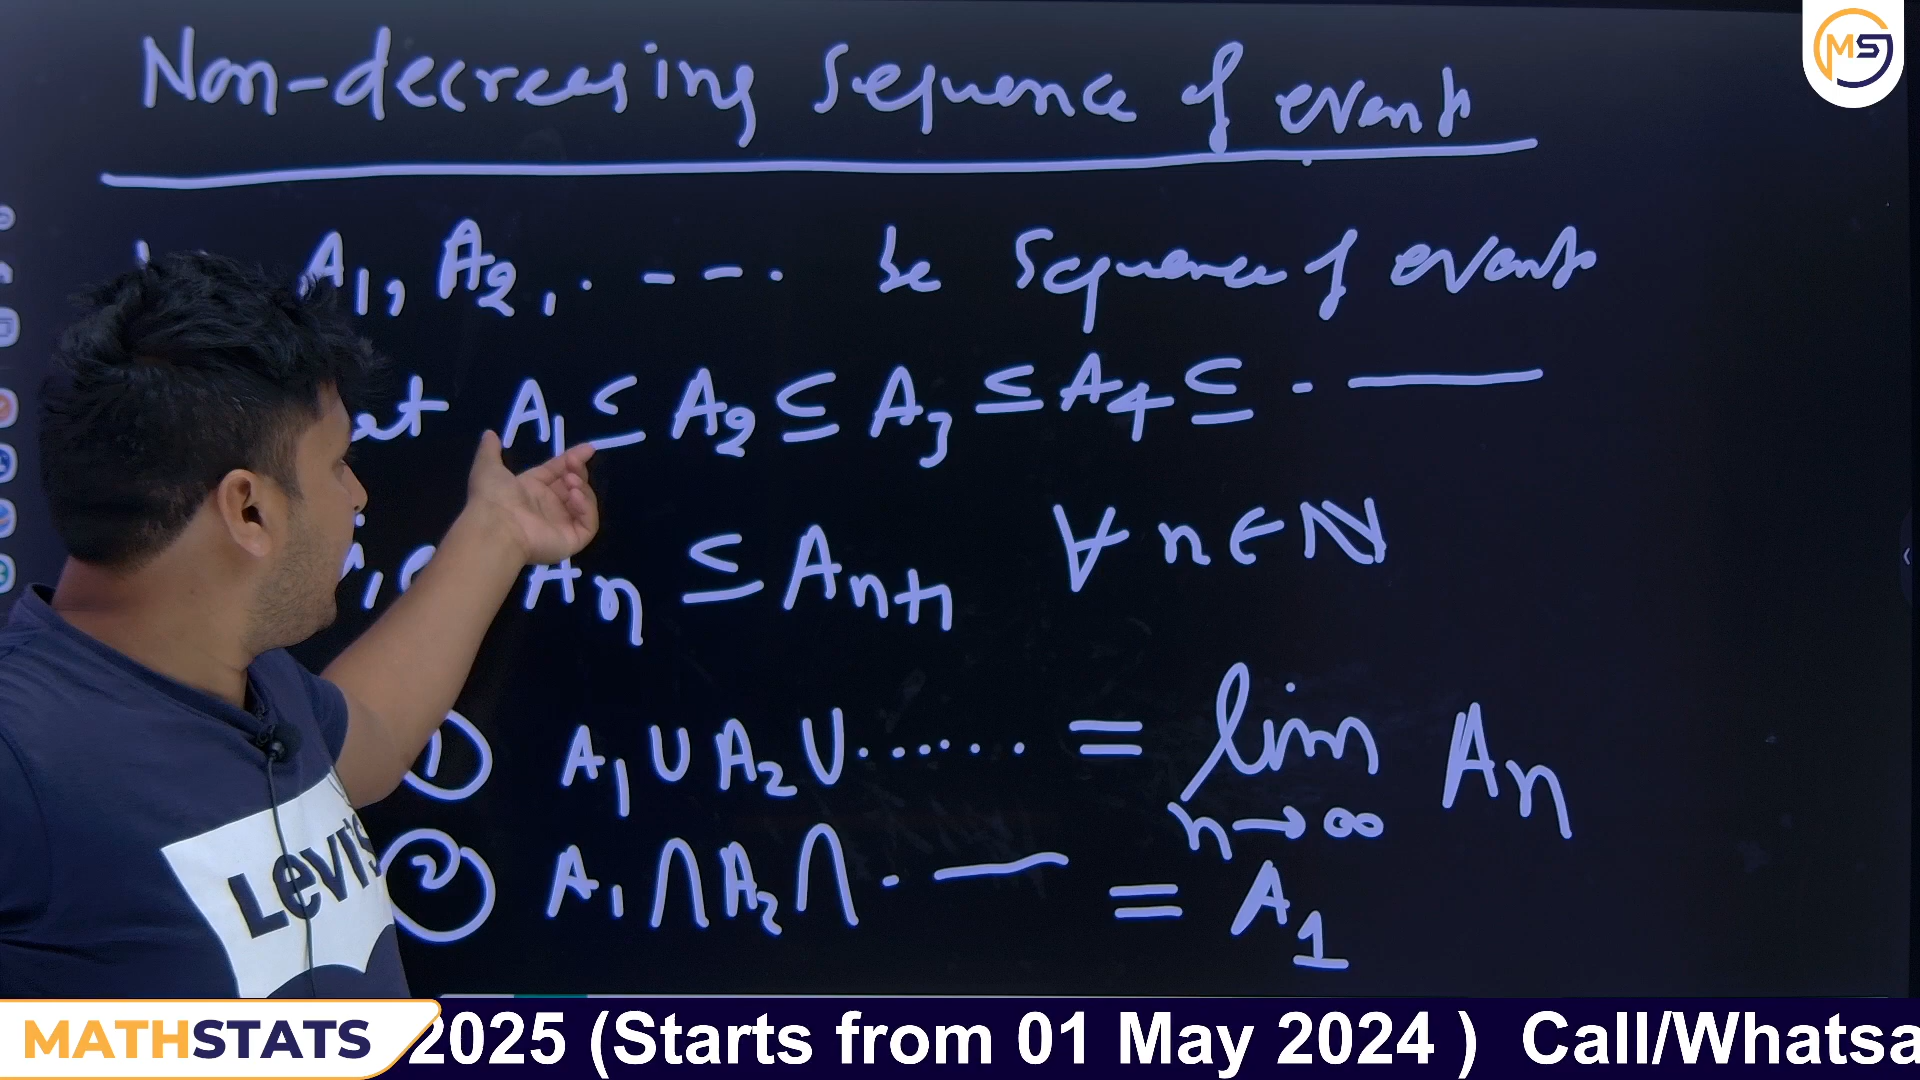 MS
Non-decreasing Sequence of events
A₁, A₂, . - - . be Sequence of events
A₁ ⊆ A₂ ⊆ A₃ ⊆ A₄ ⊆ . —
Aₙ ⊆ Aₙ₊₁ ∀ n ∈ ℕ
① A₁ ∪ A₂ ∪ ....... = lim n→∞ Aₙ
② A₁ ∩ A₂ ∩ . — = A₁
Levi's
MATHSTATS 2025 (Starts from 01 May 2024 ) Call/Whatsa